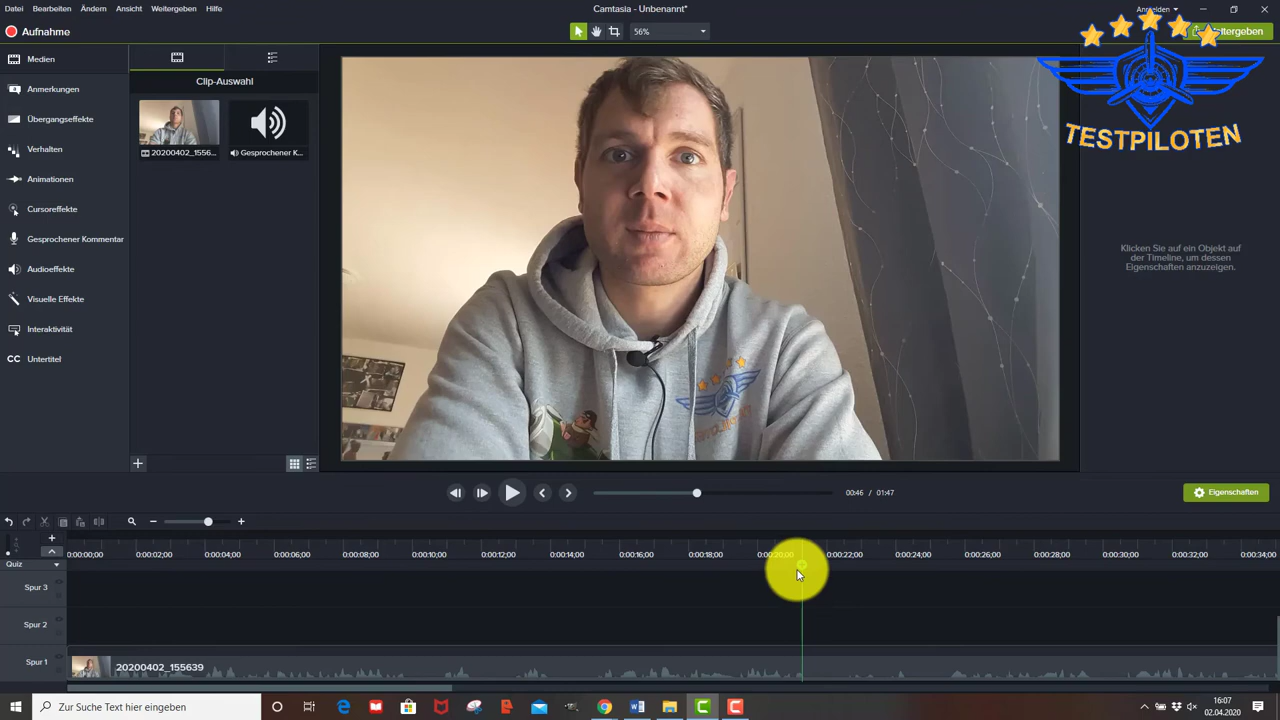 Datei Bearbeiten Ändern Ansicht Weitergeben Hilfe
Camtasia - Unbenannt*
Aufnahme
56%
TESTPILOTEN
Medien
Anmerkungen
Übergangseffekte
Verhalten
Animationen
Cursoreffekte
Gesprochener Kommentar
Audioeffekte
Visuelle Effekte
Interaktivität
CC Untertitel
Clip-Auswahl
20200402_1556...
Gesprochener K...
Klicken Sie auf ein Objekt auf
der Timeline, um dessen
Eigenschaften anzuzeigen.
00:46 / 01:47
Eigenschaften
0:00:00;00 0:00:02;00 0:00:04;00 0:00:06;00 0:00:08;00 0:00:10;00 0:00:12;00 0:00:14;00 0:00:16;00 0:00:18;00 0:00:20;00 0:00:22;00 0:00:24;00 0:00:26;00 0:00:28;00 0:00:30;00 0:00:32;00 0:00:34;00
Quiz
Spur 3
Spur 2
Spur 1
20200402_155639
Zur Suche Text hier eingeben
16:07
02.04.2020